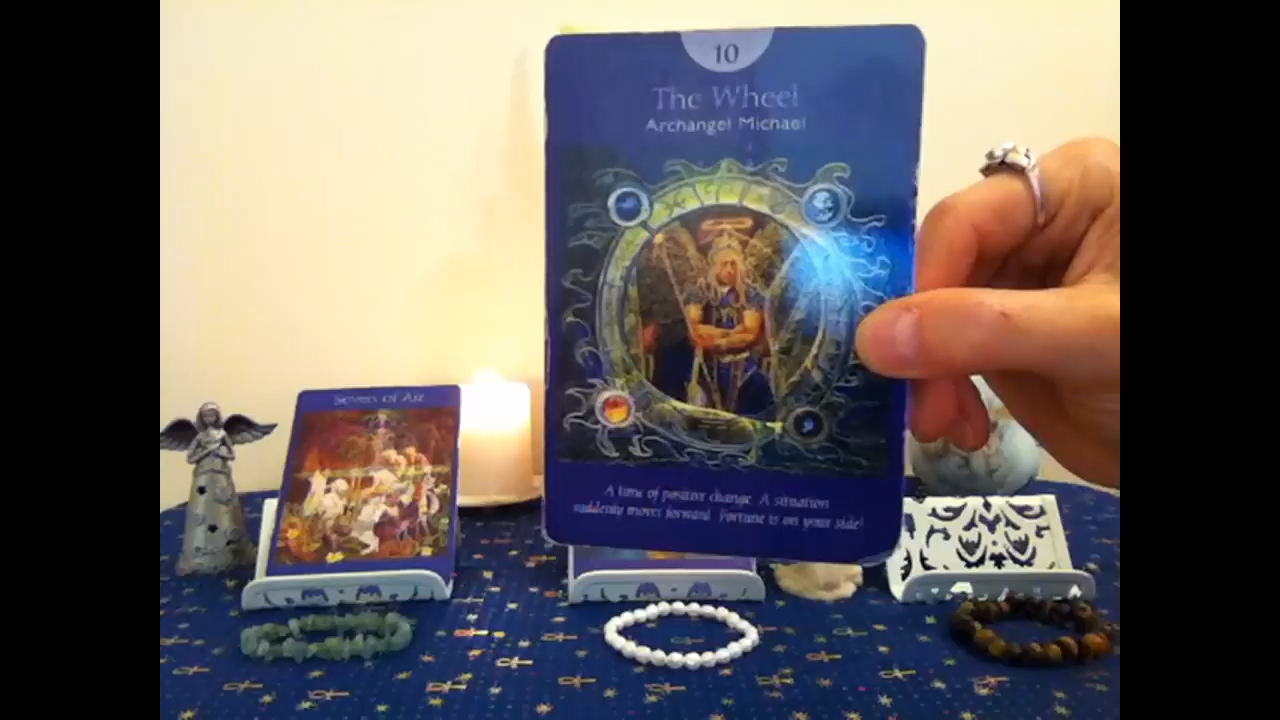 10
The Wheel
Archangel Michael
A time of positive change. A situation
suddenly moves forward. Fortune is on your side!
of Air